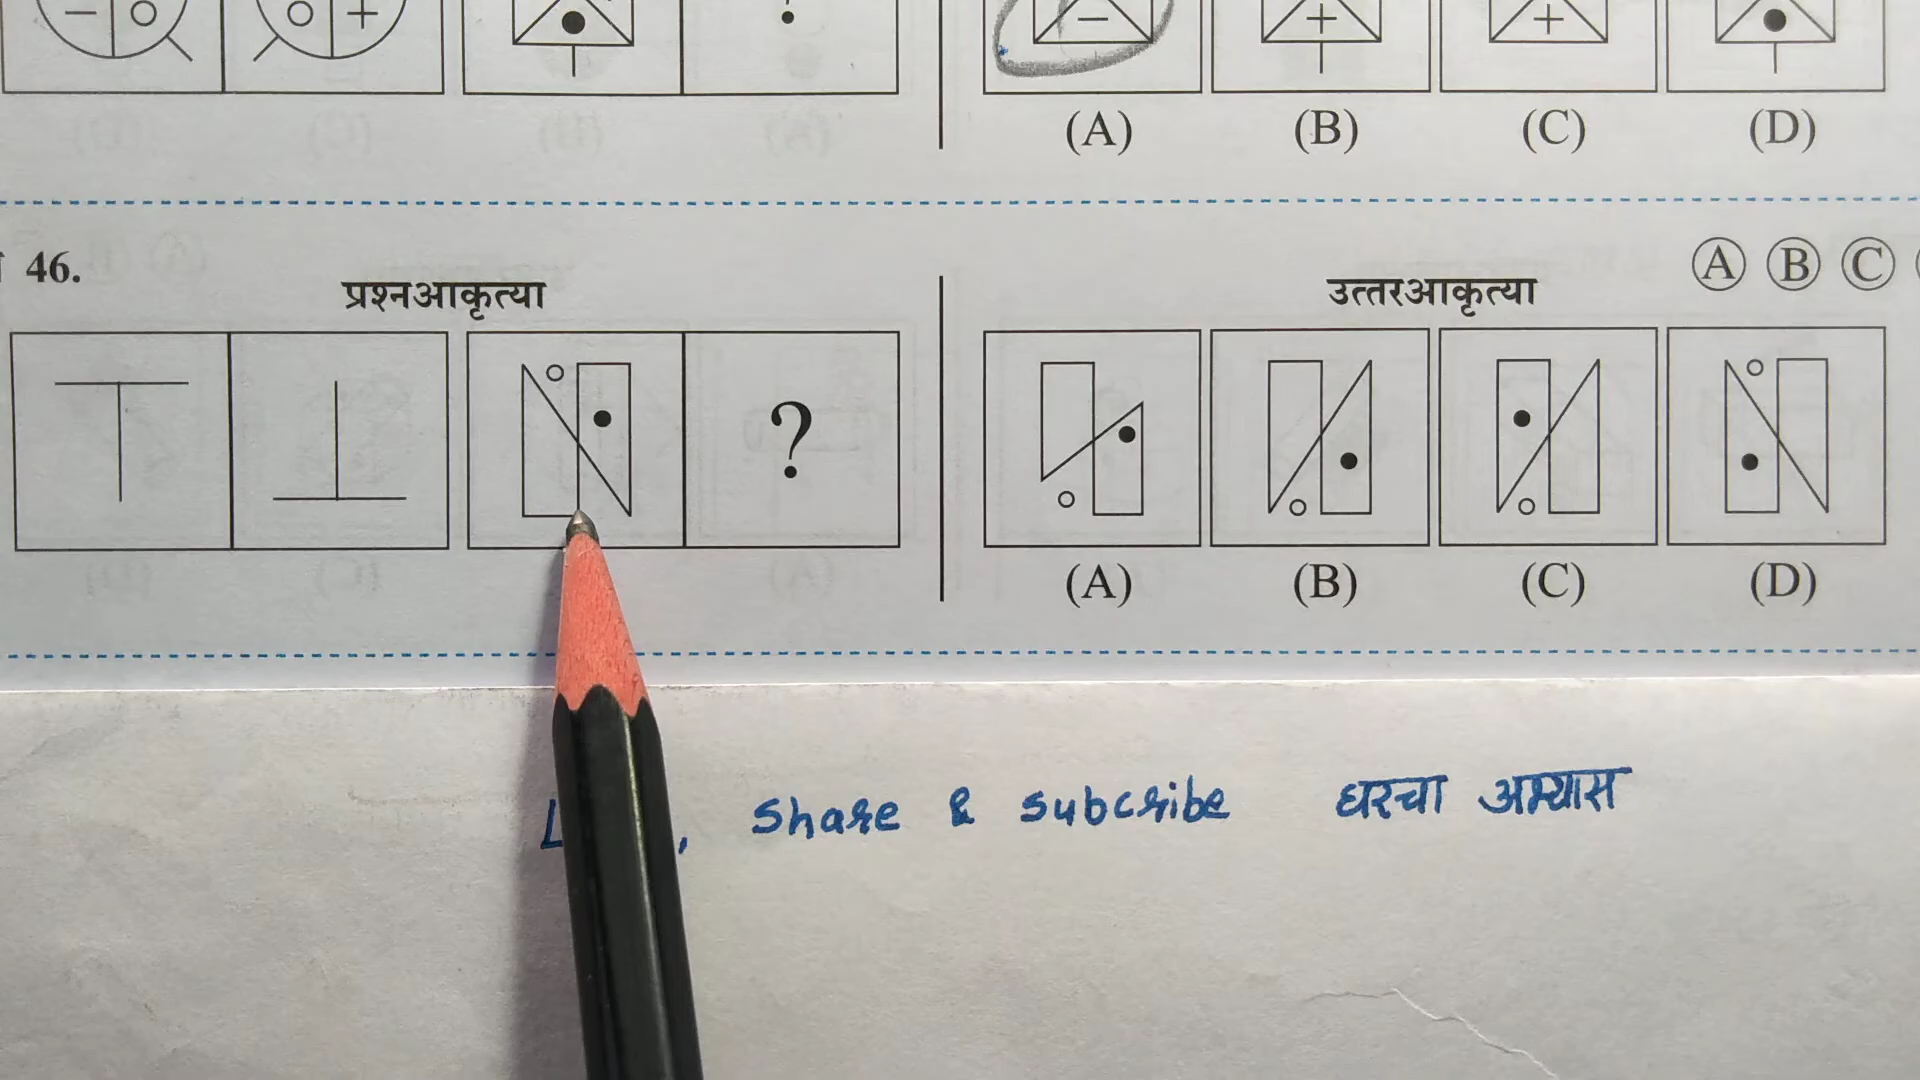 − +
− + + ?
(A) (B) (C) (D)
46. A B C
प्रश्नआकृत्या उत्तरआकृत्या
?
(A) (B) (C) (D)
, Share & subcribe घरचा अभ्यास